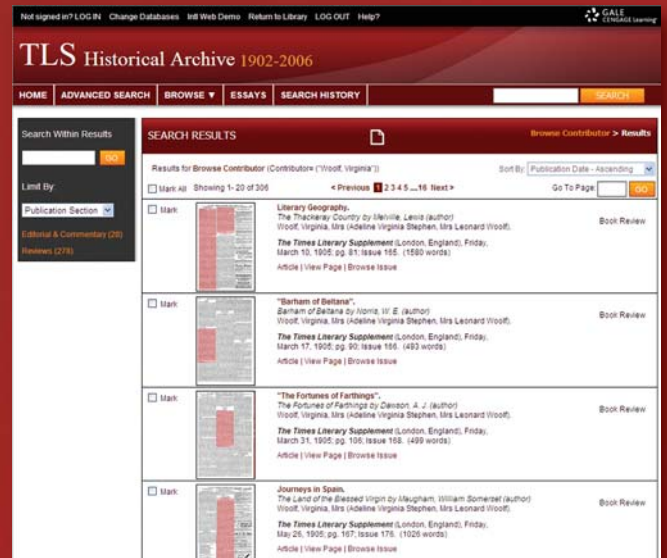 Not signed in? LOG IN Change Databases Intl Web Demo Return to Library LOG OUT Help?
GALE
CENGAGE Learning
TLS Historical Archive 1902-2006
HOME ADVANCED SEARCH BROWSE ▼ ESSAYS SEARCH HISTORY SEARCH
Search Within Results
GO
Limit By:
Publication Section
Editorial & Commentary (28)
Reviews (278)
SEARCH RESULTS
Browse Contributor > Results
Results for Browse Contributor (Contributor= ("Woolf, Virginia"))
Sort By: Publication Date - Ascending
Mark All Showing 1- 20 of 306 < Previous 1 2 3 4 5 ... 16 Next > Go To Page: GO
Mark
Literary Geography.
The Thackeray Country by Melville, Lewis (author)
Woolf, Virginia, Mrs (Adeline Virginia Stephen, Mrs Leonard Woolf).
Book Review
The Times Literary Supplement (London, England), Friday,
March 10, 1905; pg. 81; Issue 165. (1580 words)
Article | View Page | Browse Issue
Mark
"Barham of Beltana".
Barham of Beltana by Norris, W. E. (author)
Woolf, Virginia, Mrs (Adeline Virginia Stephen, Mrs Leonard Woolf).
Book Review
The Times Literary Supplement (London, England), Friday,
March 17, 1905; pg. 90; Issue 166. (493 words)
Article | View Page | Browse Issue
Mark
"The Fortunes of Farthings".
The Fortunes of Farthings by Dawson, A. J. (author)
Woolf, Virginia, Mrs (Adeline Virginia Stephen, Mrs Leonard Woolf).
Book Review
The Times Literary Supplement (London, England), Friday,
March 31, 1905; pg. 106; Issue 168. (499 words)
Article | View Page | Browse Issue
Mark
Journeys in Spain.
The Land of the Blessed Virgin by Maugham, William Somerset (author)
Woolf, Virginia, Mrs (Adeline Virginia Stephen, Mrs Leonard Woolf).
Book Review
The Times Literary Supplement (London, England), Friday,
May 26, 1905; pg. 167; Issue 176. (1026 words)
Article | View Page | Browse Issue